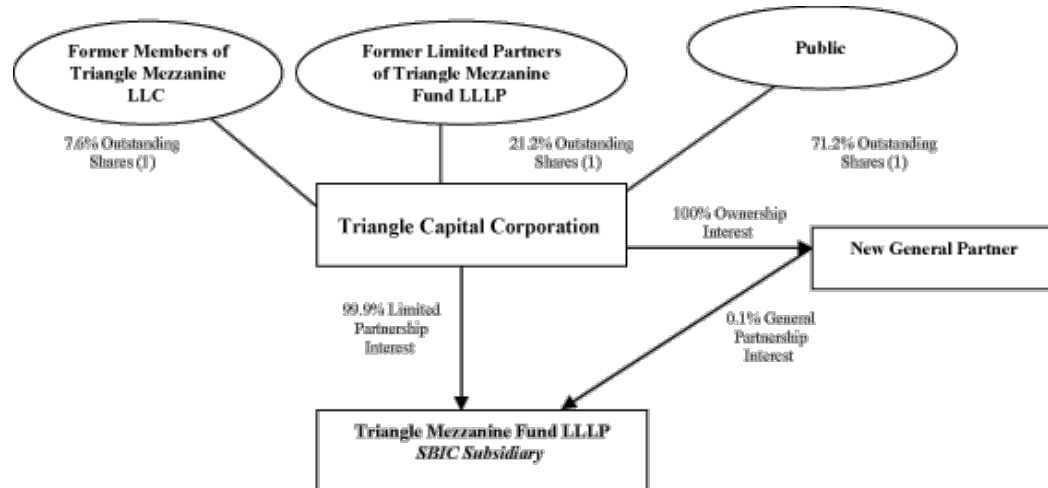 Former Members of
Triangle Mezzanine
LLC
Former Limited Partners
of Triangle Mezzanine
Fund LLLP
Public
7.6% Outstanding
Shares (1)
21.2% Outstanding
Shares (1)
71.2% Outstanding
Shares (1)
Triangle Capital Corporation
100% Ownership
Interest
New General Partner
99.9% Limited
Partnership
Interest
0.1% General
Partnership
Interest
Triangle Mezzanine Fund LLLP
SBIC Subsidiary